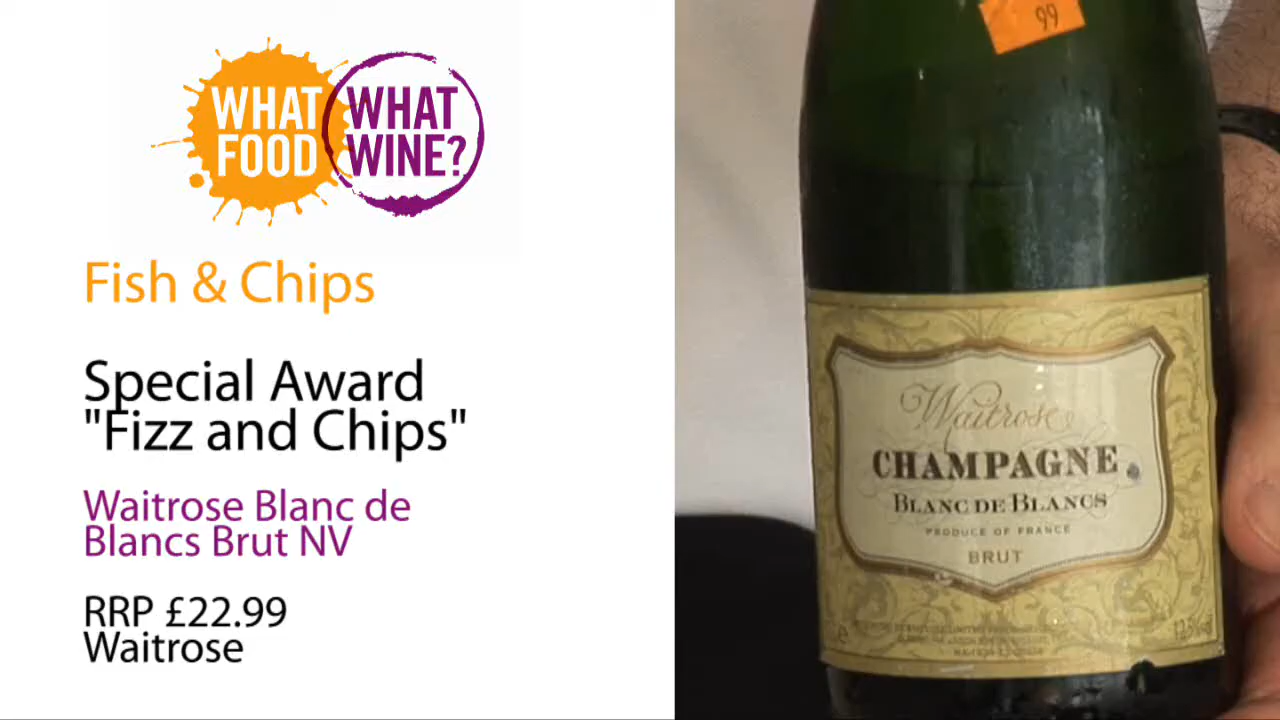 WHAT FOOD
WHAT WINE?
Fish & Chips
Special Award
"Fizz and Chips"
Waitrose Blanc de
Blancs Brut NV
RRP £22.99
Waitrose
99
Waitrose
CHAMPAGNE
BLANC DE BLANCS
PRODUCE OF FRANCE
BRUT